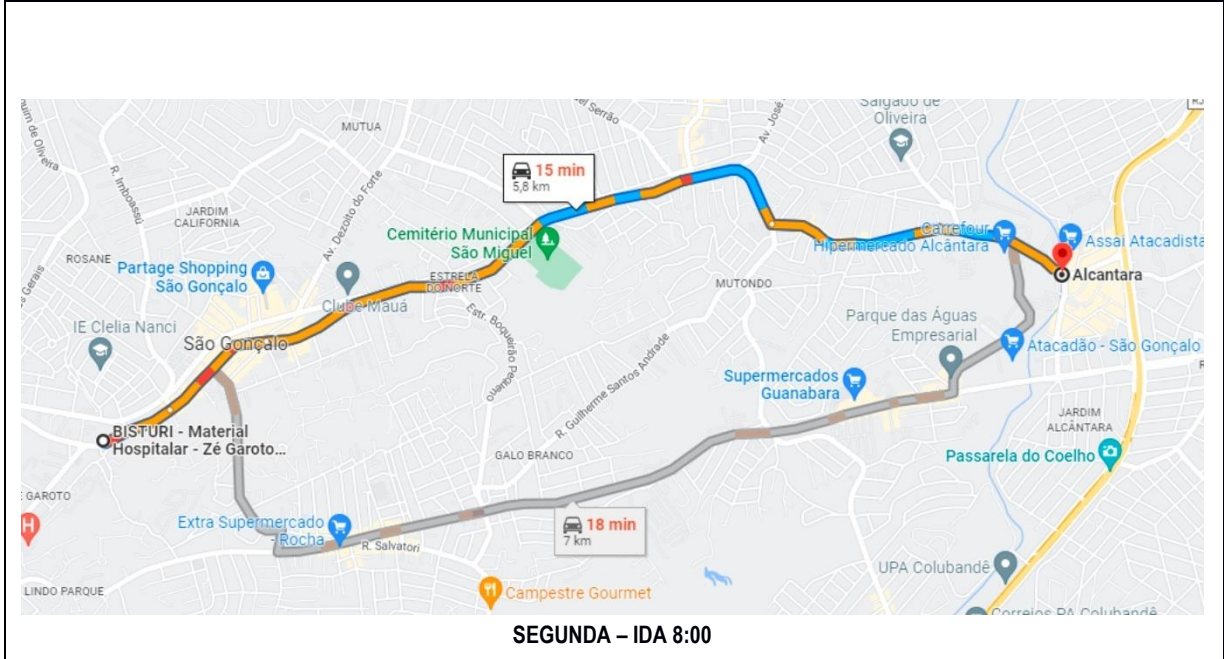 Salgado de
Oliveira
MUTUA
R. Imboassú
Av. Dezoito do Forte
15 min
5,8 km
JARDIM
CALIFORNIA
Cemitério Municipal
São Miguel
Carrefour
Hipermercado Alcântara
Assai Atacadista
ROSANE
Partage Shopping
São Gonçalo
ESTRELA
DO NORTE
Alcantara
MUTONDO
Clube Mauá
Estr. Boqueirão Pequeno
Parque das Águas
Empresarial
IE Clelia Nanci
São Gonçalo
Atacadão - São Gonçalo
R. Guilherme Santos Andrade
Supermercados
Guanabara
JARDIM
ALCÂNTARA
BISTURI - Material
Hospitalar - Zé Garoto...
GALO BRANCO
Passarela do Coelho
GAROTO
H
Extra Supermercado
- Rocha
18 min
7 km
R. Salvatori
UPA Colubandê
LINDO PARQUE
Campestre Gourmet
Correios PA Colubandê
SEGUNDA – IDA 8:00